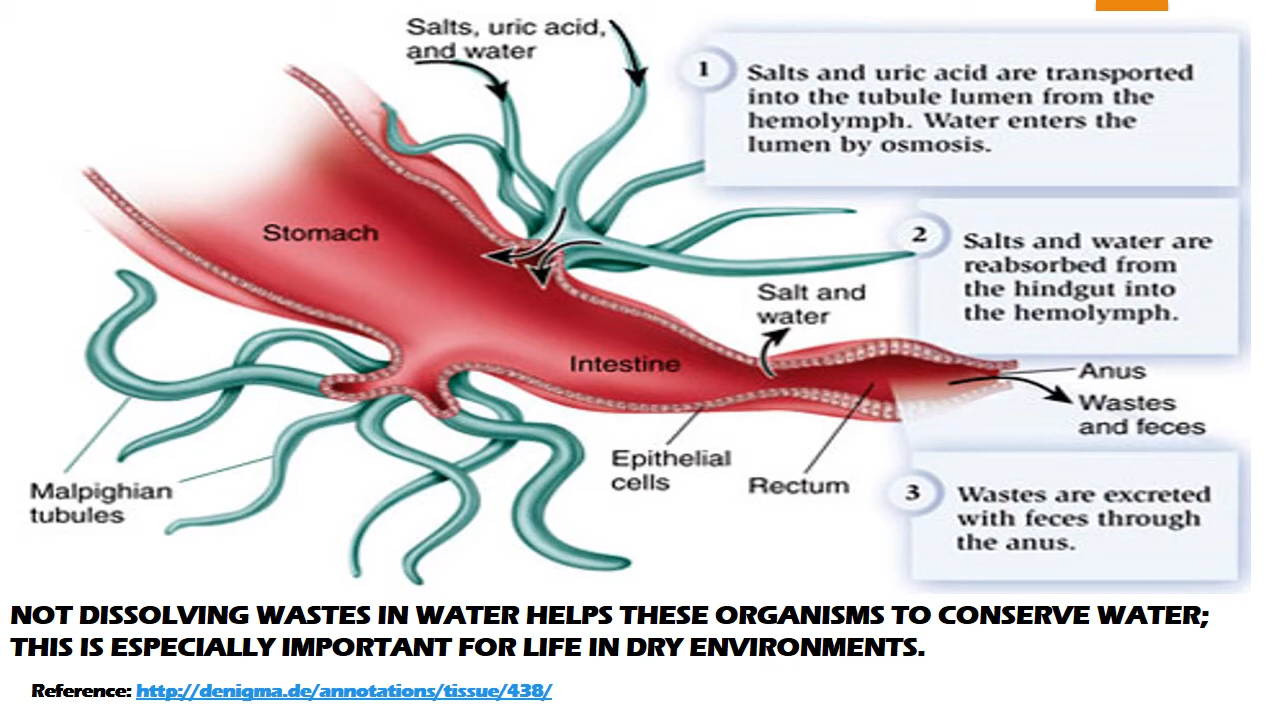 Salts, uric acid,
and water
1
Salts and uric acid are transported
into the tubule lumen from the
hemolymph. Water enters the
lumen by osmosis.
Stomach
2
Salts and water are
reabsorbed from
the hindgut into
the hemolymph.
Salt and
water
Intestine
Anus
Wastes
and feces
Epithelial
cells
Rectum
Malpighian
tubules
3
Wastes are excreted
with feces through
the anus.
NOT DISSOLVING WASTES IN WATER HELPS THESE ORGANISMS TO CONSERVE WATER;
THIS IS ESPECIALLY IMPORTANT FOR LIFE IN DRY ENVIRONMENTS.
Reference: http://denigma.de/annotations/tissue/438/